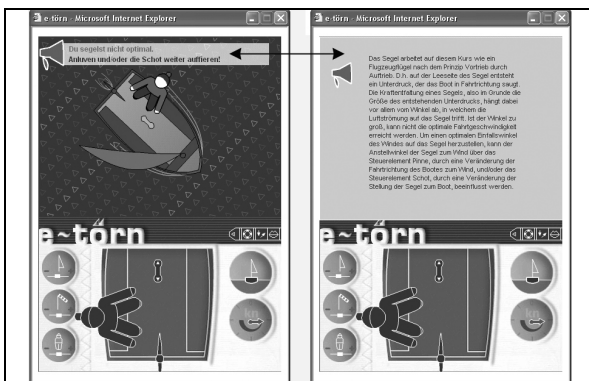 e-törn - Microsoft Internet Explorer
Du segelst nicht optimal.
Anluven und/oder die Schot weiter auffieren!
e~törn
e-törn - Microsoft Internet Explorer
Das Segel arbeitet auf diesem Kurs wie ein
Flugzeugflügel nach dem Prinzip Vortrieb durch
Auftrieb. D.h. auf der Leeseite des Segel entsteht
ein Unterdruck, der das Boot in Fahrtrichtung saugt.
Die Kraftentfaltung eines Segels, also im Grunde die
Größe des entstehenden Unterdrucks, hängt dabei
vor allem vom Winkel ab, in welchem die
Luftströmung auf das Segel trifft. Ist der Winkel zu
groß, kann nicht die optimale Fahrtgeschwindigkeit
erreicht werden. Um einen optimalen Einfallswinkel
des Windes auf das Segel herzustellen, kann der
Anstellwinkel der Segel zum Wind über das
Steuerelement Pinne, durch eine Veränderung der
Fahrtrichtung des Bootes zum Wind, und/oder das
Steuerelement Schot, durch eine Veränderung der
Stellung der Segel zum Boot, beeinflusst werden.
e~törn